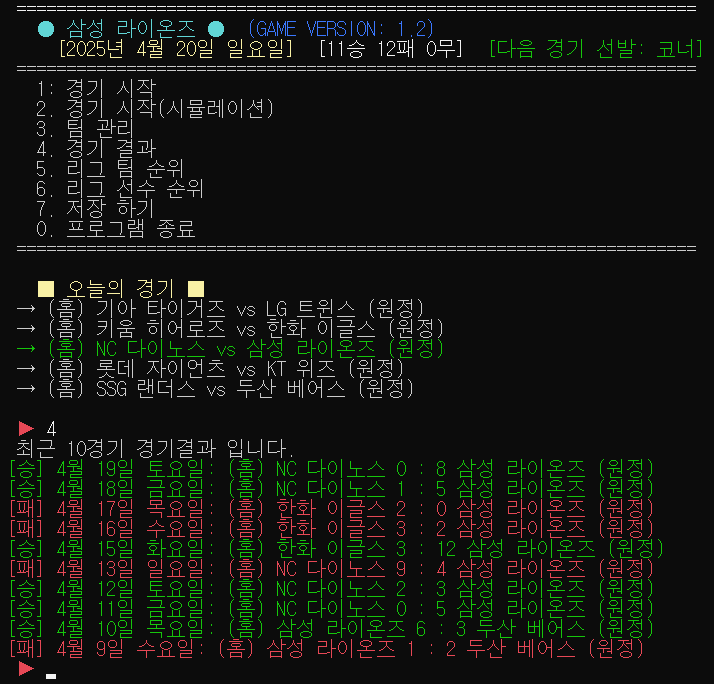 ====================================================================
● 삼성 라이온즈 ● (GAME VERSION: 1.2)
[2025년 4월 20일 일요일] [11승 12패 0무] [다음 경기 선발: 코너]
====================================================================
1: 경기 시작
2. 경기 시작(시뮬레이션)
3. 팀 관리
4. 경기 결과
5. 리그 팀 순위
6. 리그 선수 순위
7. 저장 하기
0. 프로그램 종료
====================================================================
■ 오늘의 경기 ■
→ (홈) 기아 타이거즈 vs LG 트윈스 (원정)
→ (홈) 키움 히어로즈 vs 한화 이글스 (원정)
→ (홈) NC 다이노스 vs 삼성 라이온즈 (원정)
→ (홈) 롯데 자이언츠 vs KT 위즈 (원정)
→ (홈) SSG 랜더스 vs 두산 베어스 (원정)
▶ 4
최근 10경기 경기결과 입니다.
[승] 4월 19일 토요일: (홈) NC 다이노스 0 : 8 삼성 라이온즈 (원정)
[승] 4월 18일 금요일: (홈) NC 다이노스 1 : 5 삼성 라이온즈 (원정)
[패] 4월 17일 목요일: (홈) 한화 이글스 2 : 0 삼성 라이온즈 (원정)
[패] 4월 16일 수요일: (홈) 한화 이글스 3 : 2 삼성 라이온즈 (원정)
[승] 4월 15일 화요일: (홈) 한화 이글스 3 : 12 삼성 라이온즈 (원정)
[패] 4월 13일 일요일: (홈) NC 다이노스 9 : 4 삼성 라이온즈 (원정)
[승] 4월 12일 토요일: (홈) NC 다이노스 2 : 3 삼성 라이온즈 (원정)
[승] 4월 11일 금요일: (홈) NC 다이노스 0 : 5 삼성 라이온즈 (원정)
[승] 4월 10일 목요일: (홈) 삼성 라이온즈 6 : 3 두산 베어스 (원정)
[패] 4월 9일 수요일: (홈) 삼성 라이온즈 1 : 2 두산 베어스 (원정)
▶